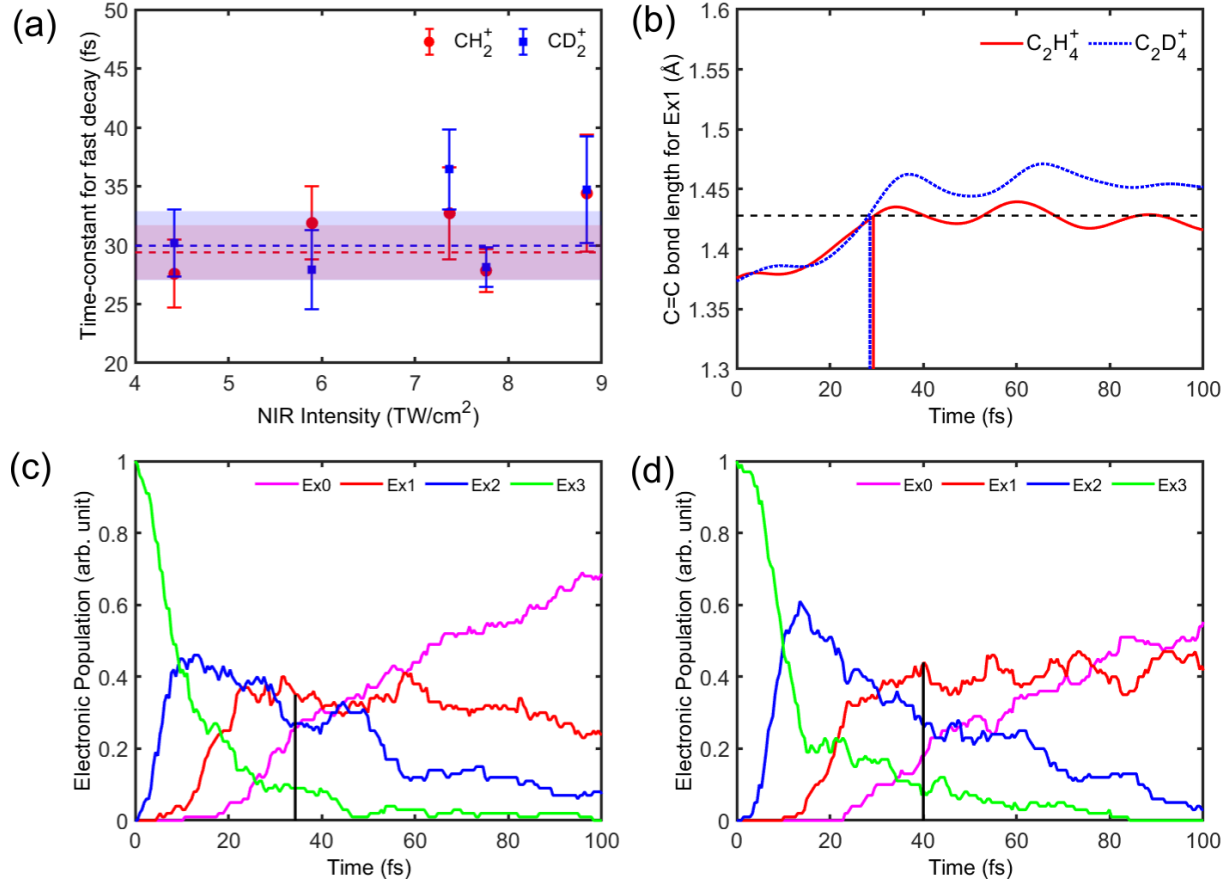 (a)
50
45
40
35
30
25
20
Time-constant for fast decay (fs)
CH₂⁺ CD₂⁺
4 5 6 7 8 9
NIR Intensity (TW/cm²)
(b)
1.6
1.55
1.5
1.45
1.4
1.35
1.3
C=C bond length for Ex1 (Å)
C₂H₄⁺ C₂D₄⁺
0 20 40 60 80 100
Time (fs)
(c)
1
0.8
0.6
0.4
0.2
0
Electronic Population (arb. unit)
Ex0 Ex1 Ex2 Ex3
0 20 40 60 80 100
Time (fs)
(d)
1
0.8
0.6
0.4
0.2
0
Electronic Population (arb. unit)
Ex0 Ex1 Ex2 Ex3
0 20 40 60 80 100
Time (fs)